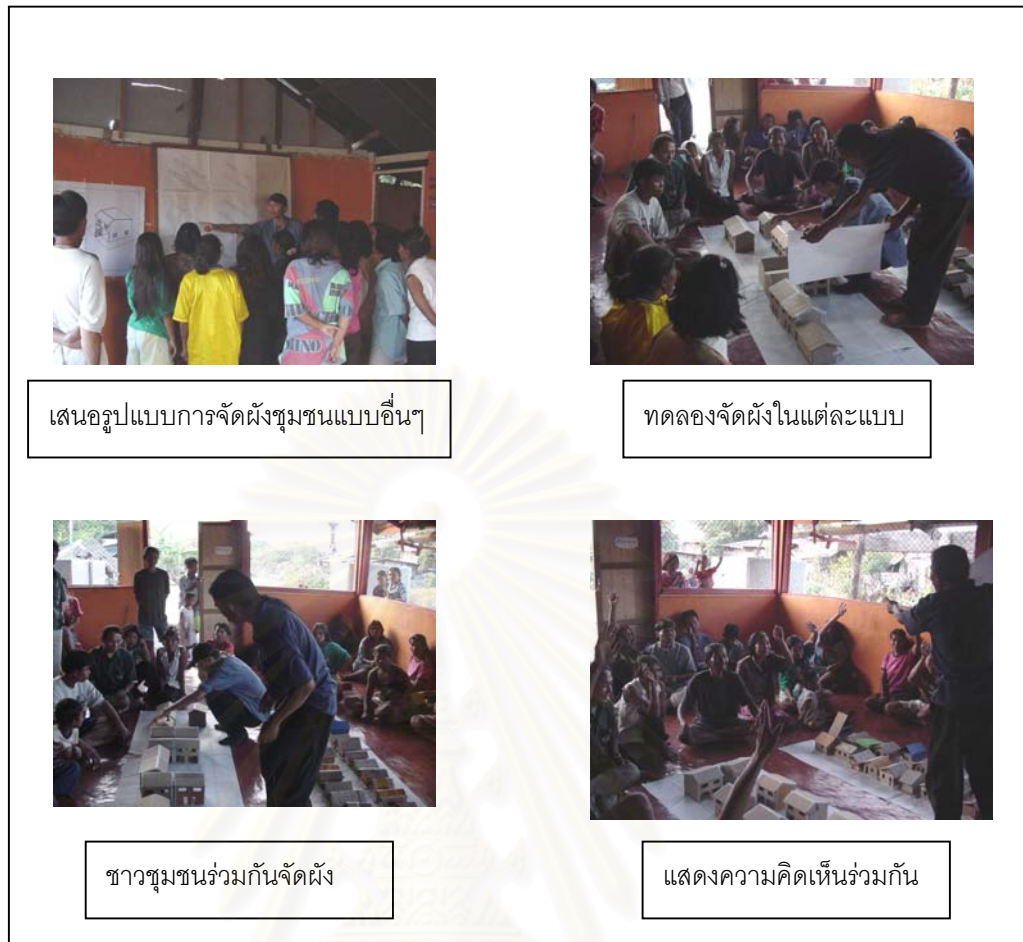 เสนอรูปแบบการจัดผังชุมชนแบบอื่นๆ
ทดลองจัดผังในแต่ละแบบ
ชาวชุมชนร่วมกันจัดผัง
แสดงความคิดเห็นร่วมกัน